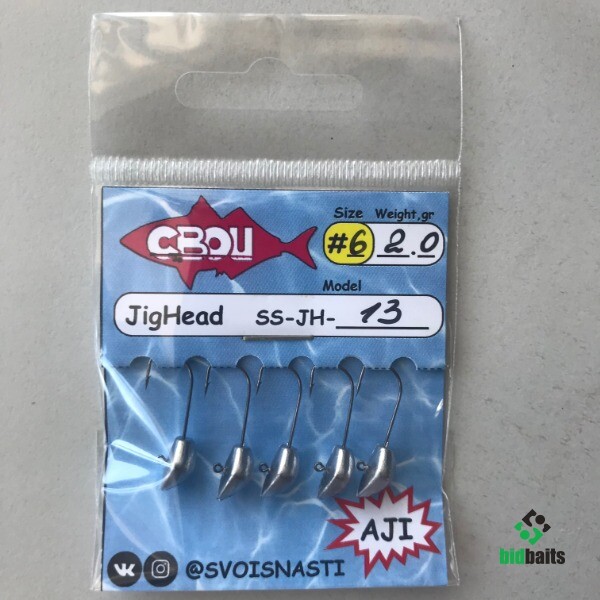 Size Weight,gr
СВОИ #6 2.0
Model
JigHead SS-JH- 13
AJI
@SVOISNASTI
bidbaits